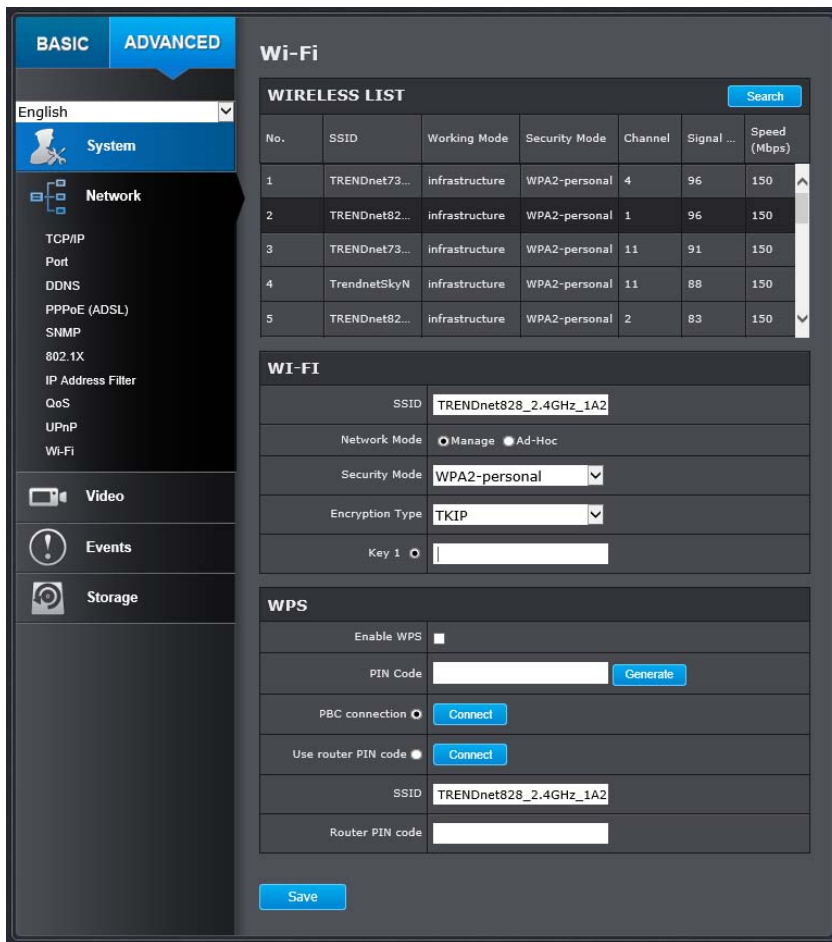 BASIC ADVANCED
English
System
Network
TCP/IP
Port
DDNS
PPPoE (ADSL)
SNMP
802.1X
IP Address Filter
QoS
UPnP
Wi-Fi
Video
Events
Storage
Wi-Fi
WIRELESS LIST Search
No. SSID Working Mode Security Mode Channel Signal ... Speed (Mbps)
1 TRENDnet73... infrastructure WPA2-personal 4 96 150
2 TRENDnet82... infrastructure WPA2-personal 1 96 150
3 TRENDnet73... infrastructure WPA2-personal 11 91 150
4 TrendnetSkyN infrastructure WPA2-personal 11 88 150
5 TRENDnet82... infrastructure WPA2-personal 2 83 150
WI-FI
SSID TRENDnet828_2.4GHz_1A2
Network Mode Manage Ad-Hoc
Security Mode WPA2-personal
Encryption Type TKIP
Key 1
WPS
Enable WPS
PIN Code Generate
PBC connection Connect
Use router PIN code Connect
SSID TRENDnet828_2.4GHz_1A2
Router PIN code
Save